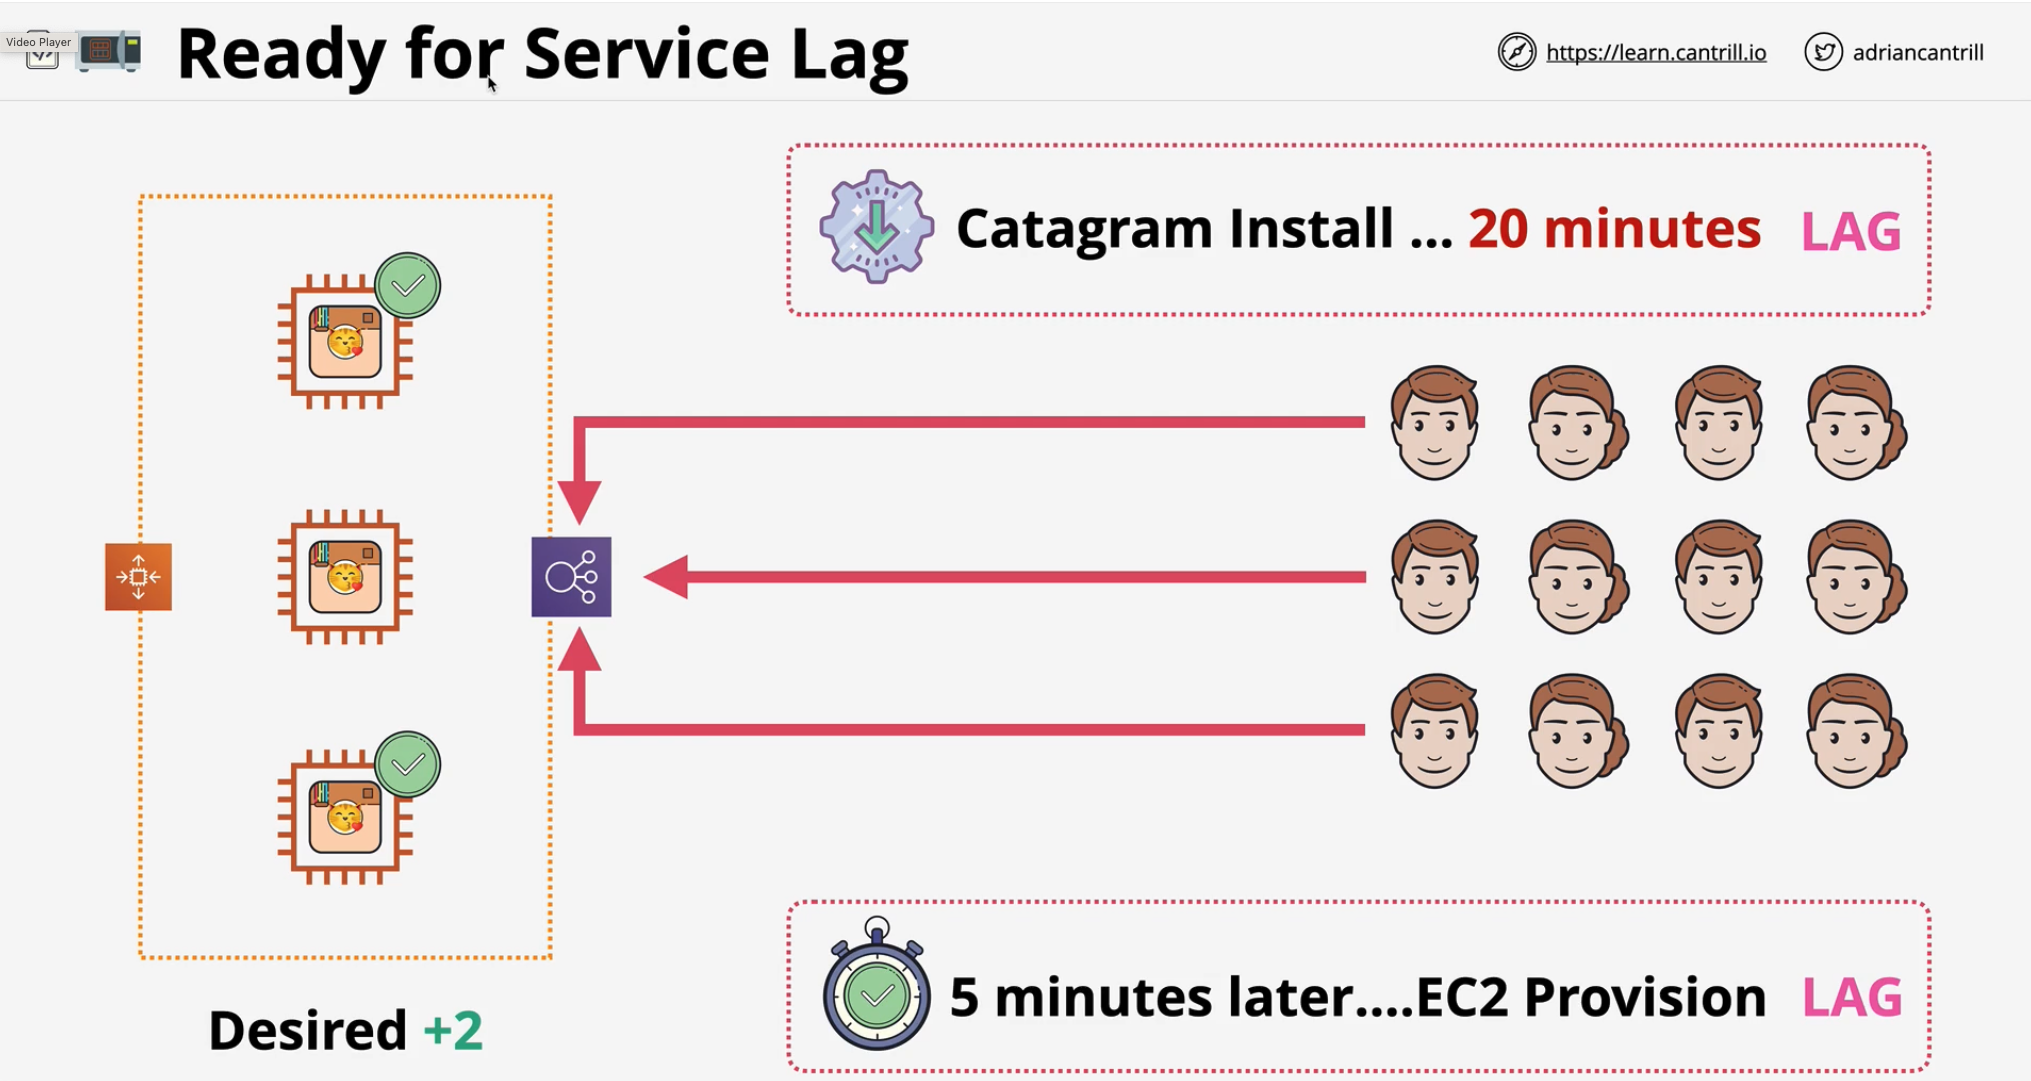 Video Player
Ready for Service Lag
https://learn.cantrill.io
adriancantrill
Catagram Install ... 20 minutes LAG
5 minutes later....EC2 Provision LAG
Desired +2